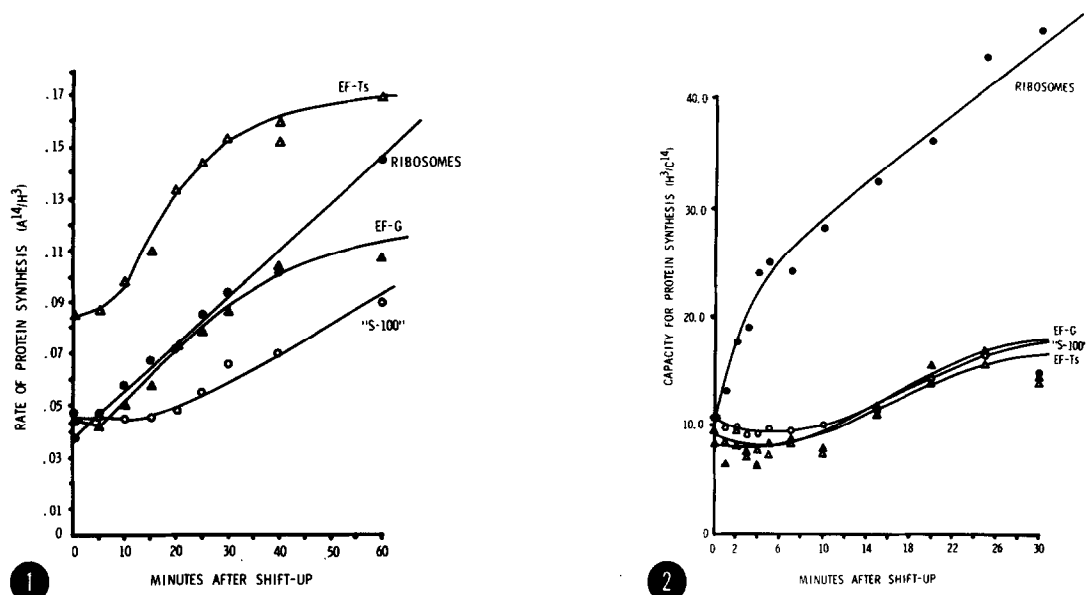 .17
.15
.13
.11
.09
.07
.05
.03
.01
0
RATE OF PROTEIN SYNTHESIS (A¹⁴/H³)
EF-Ts
RIBOSOMES
EF-G
"S-100"
0 10 20 30 40 50 60
MINUTES AFTER SHIFT-UP
1
40.0
30.0
20.0
10.0
0
CAPACITY FOR PROTEIN SYNTHESIS (H³/C¹⁴)
RIBOSOMES
EF-G
"S-100"
EF-Ts
0 2 6 10 14 18 22 26 30
MINUTES AFTER SHIFT-UP
2